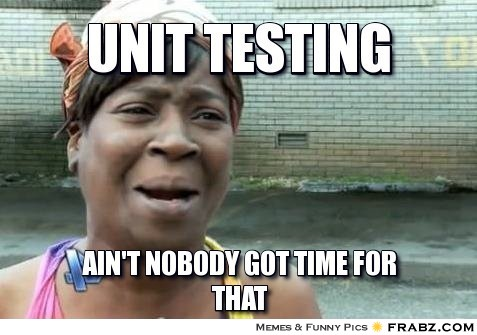 UNIT TESTING
AIN'T NOBODY GOT TIME FOR
THAT
MEMES & FUNNY PICS FRABZ.COM